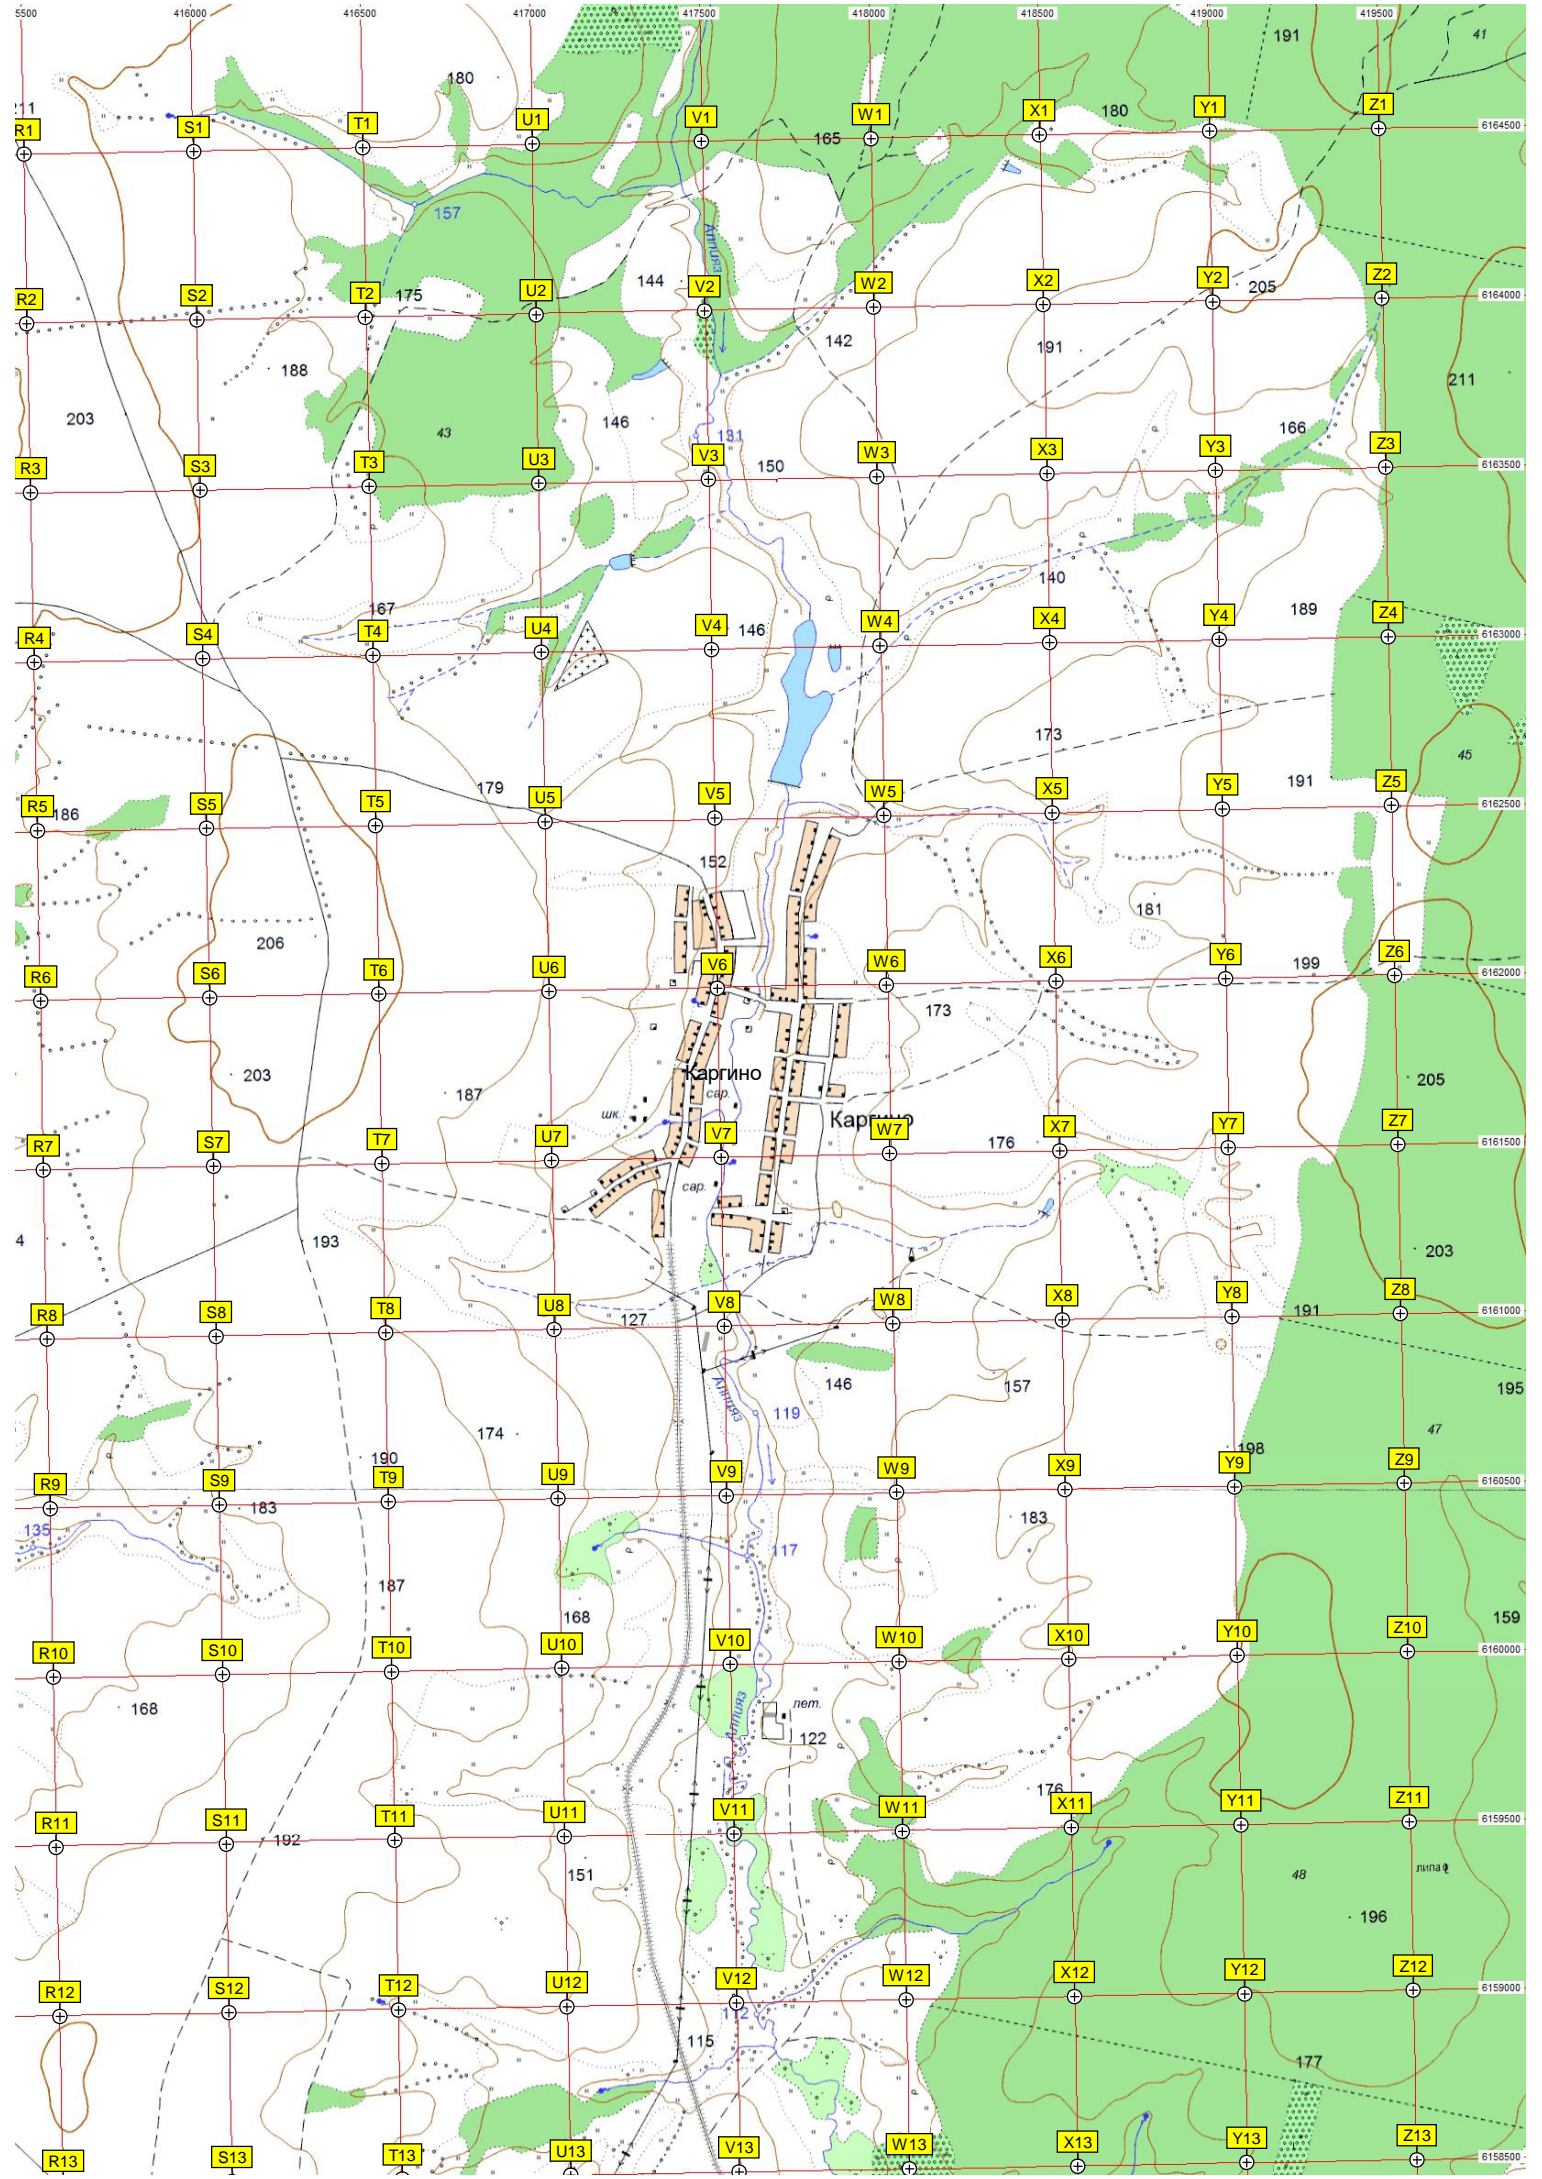 5500 416000 416500 417000 417500 418000 418500 419000 419500
191 41
180
211 180
R1 S1 T1 U1 V1 W1 X1 Y1 Z1 6164500
165
157
Алпияз
144
R2 S2 T2 U2 V2 W2 X2 Y2 Z2 6164000
175 205
142 191
188 211
203 43 146 166
131
150
R3 S3 T3 U3 V3 W3 X3 Y3 Z3 6163500
140
167 189
R4 S4 T4 U4 V4 W4 X4 Y4 Z4 6163000
146
173
45
179 191
R5 S5 T5 U5 V5 W5 X5 Y5 Z5 6162500
186
152
181
206
199
R6 S6 T6 U6 V6 W6 X6 Y6 Z6 6162000
173
203 Каргино 205
187 сар.
шк. Каргино
R7 S7 T7 U7 V7 W7 X7 Y7 Z7 6161500
176
сар.
4 193 203
R8 S8 T8 U8 V8 W8 X8 Y8 Z8 6161000
127 191
146 157 195
Алпияз
119
174 47
190 198
R9 S9 T9 U9 V9 W9 X9 Y9 Z9 6160500
183 183
135
117
187
168 159
R10 S10 T10 U10 V10 W10 X10 Y10 Z10 6160000
168 Алпияз лет.
122
176
R11 S11 T11 U11 V11 W11 X11 Y11 Z11 6159500
192
151 48 липа
196
R12 S12 T12 U12 V12 W12 X12 Y12 Z12 6159000
112
115
177
R13 S13 T13 U13 V13 W13 X13 Y13 Z13 6158500